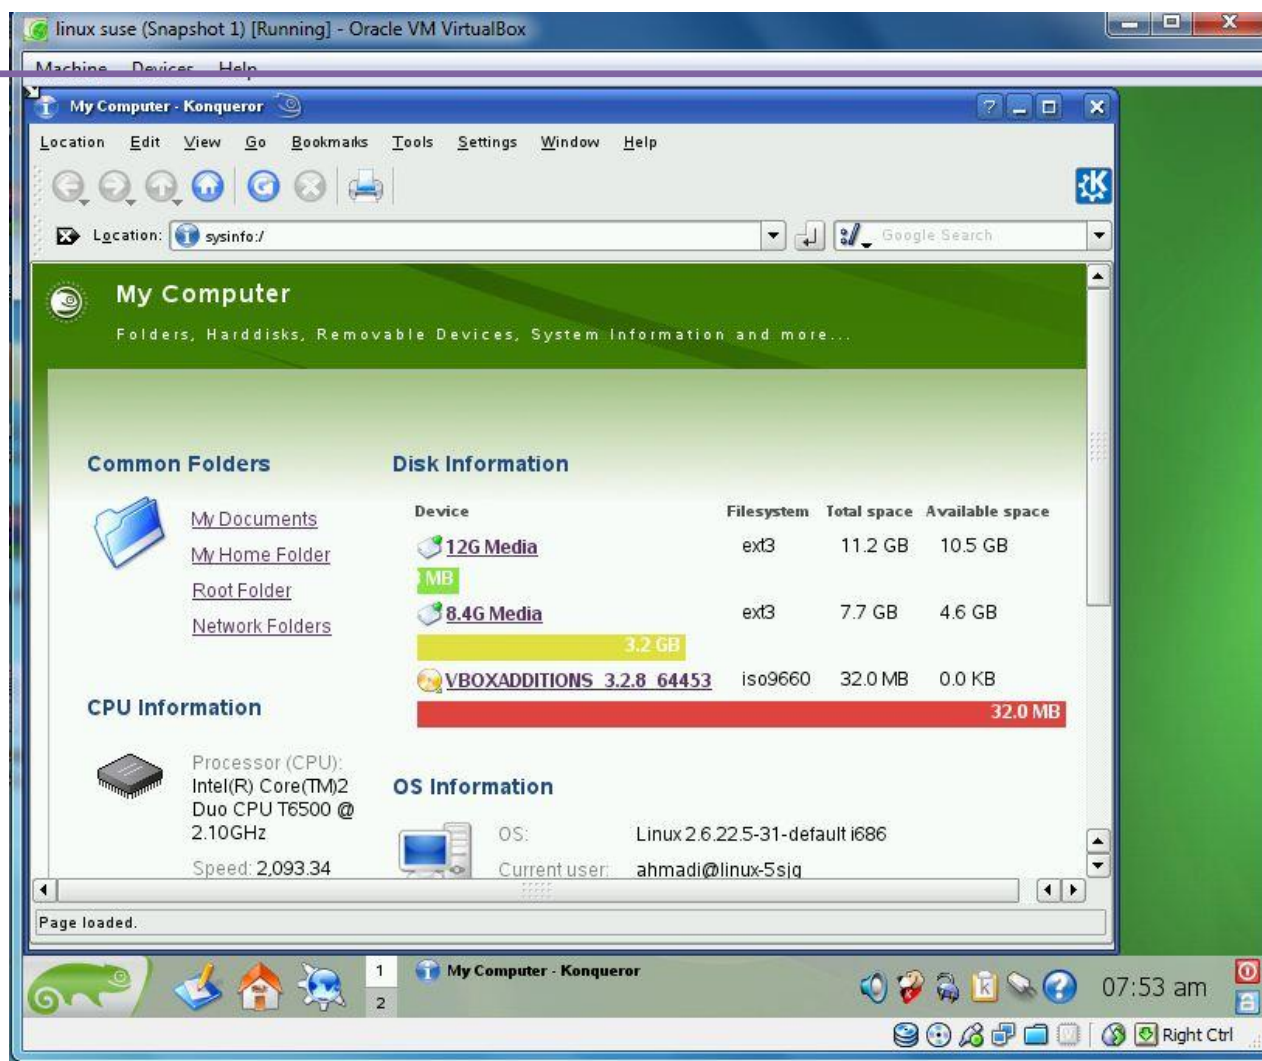 linux suse (Snapshot 1) [Running] - Oracle VM VirtualBox
Machine Devices Help
My Computer - Konqueror
Location Edit View Go Bookmarks Tools Settings Window Help
Location: sysinfo:/ Google Search
My Computer
Folders, Harddisks, Removable Devices, System Information and more...
Common Folders
My Documents
My Home Folder
Root Folder
Network Folders
CPU Information
Processor (CPU):
Intel(R) Core(TM)2
Duo CPU T6500 @
2.10GHz
Speed: 2,093.34
Disk Information
Device Filesystem Total space Available space
12G Media ext3 11.2 GB 10.5 GB
MB
8.4G Media ext3 7.7 GB 4.6 GB
3.2 GB
VBOXADDITIONS_3.2.8_64453 iso9660 32.0 MB 0.0 KB
32.0 MB
OS Information
OS: Linux 2.6.22.5-31-default i686
Current user: ahmadi@linux-5sjg
Page loaded.
1
2
My Computer - Konqueror
07:53 am
Right Ctrl